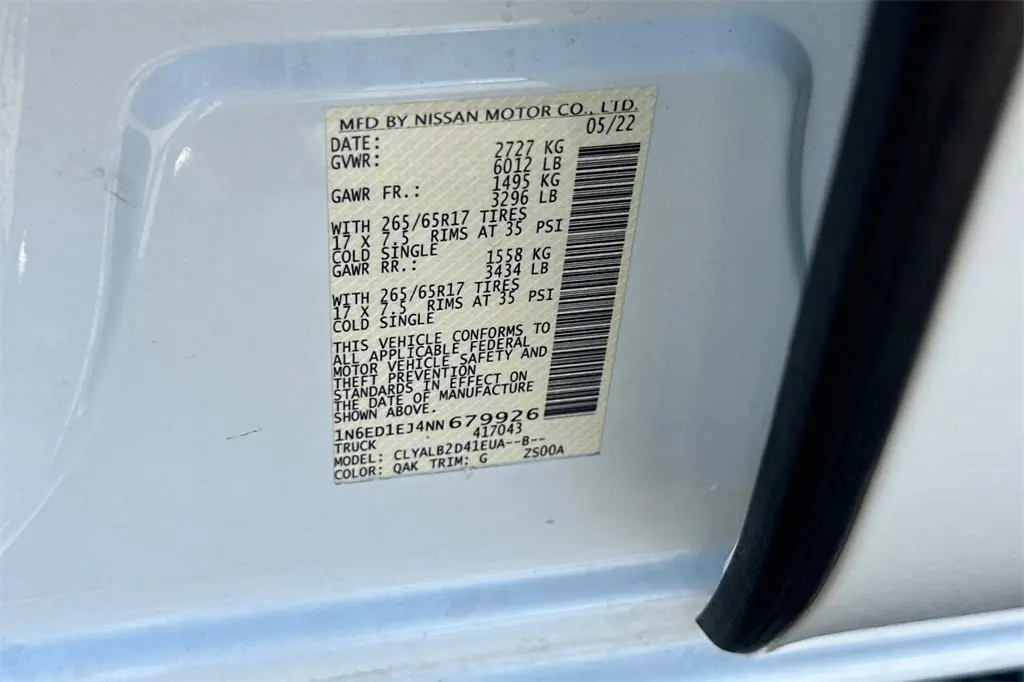 MFD BY NISSAN MOTOR CO., LTD.
DATE: 05/22
GVWR: 2727 KG
6012 LB
GAWR FR.: 1495 KG
3296 LB
WITH 265/65R17 TIRES
17 X 7.5 RIMS AT 35 PSI
COLD SINGLE
GAWR RR.: 1558 KG
3434 LB
WITH 265/65R17 TIRES
17 X 7.5 RIMS AT 35 PSI
COLD SINGLE
THIS VEHICLE CONFORMS TO
ALL APPLICABLE FEDERAL
MOTOR VEHICLE SAFETY AND
THEFT PREVENTION
STANDARDS IN EFFECT ON
THE DATE OF MANUFACTURE
SHOWN ABOVE.
1N6ED1EJ4NN679926
TRUCK 417043
MODEL: CLYALB2D41EUA--B--
COLOR: QAK TRIM: G ZS00A